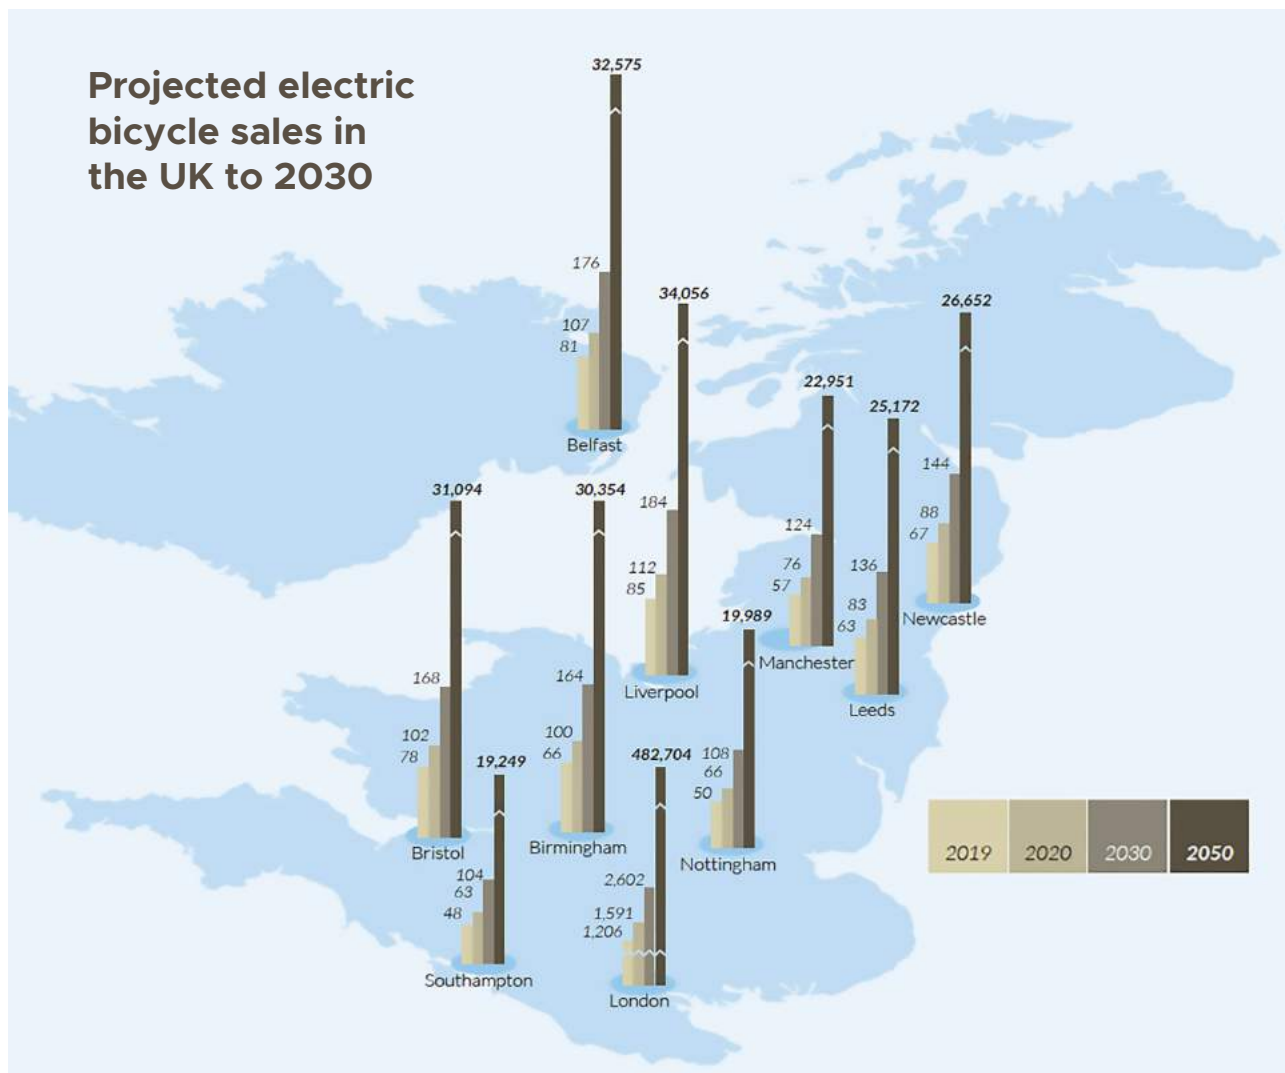 Projected electric
bicycle sales in
the UK to 2030
32,575
176
107
81
Belfast
34,056
184
112
85
Liverpool
26,652
144
88
67
Newcastle
22,951
124
76
57
Manchester
25,172
136
83
63
Leeds
31,094
168
102
78
Bristol
30,354
164
100
66
Birmingham
19,989
108
66
50
Nottingham
19,249
104
63
48
Southampton
482,704
2,602
1,591
1,206
London
2019 2020 2030 2050